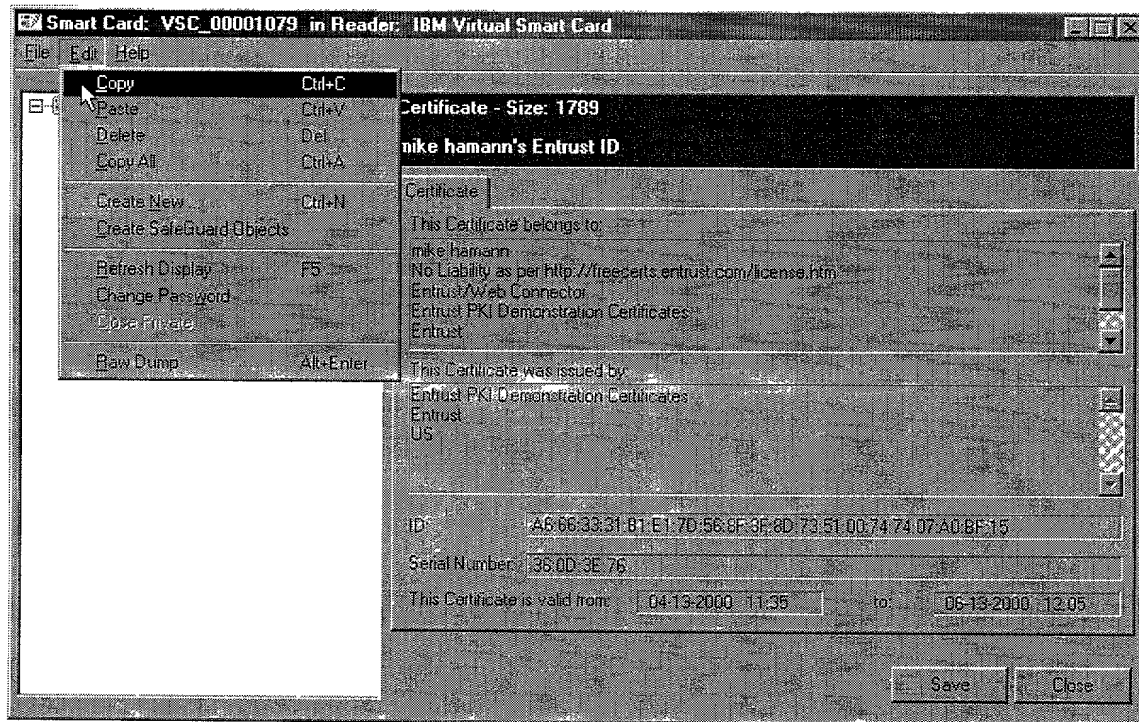 Smart Card: VSC_00001079 in Reader: IBM Virtual Smart Card
File Edit Help
Copy Ctrl+C
Paste Ctrl+V
Delete Del
Copy All Ctrl+A
Create New Ctrl+N
Create SafeGuard Objects
Refresh Display F5
Change Password
Close Private
Raw Dump Alt+Enter
Certificate - Size: 1789
mike hamann's Entrust ID
Certificate
This Certificate belongs to:
mike hamann
No Liability as per http://freecerts.entrust.com/license.htm
Entrust/Web Connector
Entrust PKI Demonstration Certificates
Entrust
This Certificate was issued by:
Entrust PKI Demonstration Certificates
Entrust
US
ID: A6:66:33:31:B1:E1:7D:56:8F:3F:8D:73:51:00:74:74:07:A0:BF:15
Serial Number: 36:0D:3E:76
This Certificate is valid from: 04-13-2000 11:35 to: 06-13-2000 12:05
Save Close